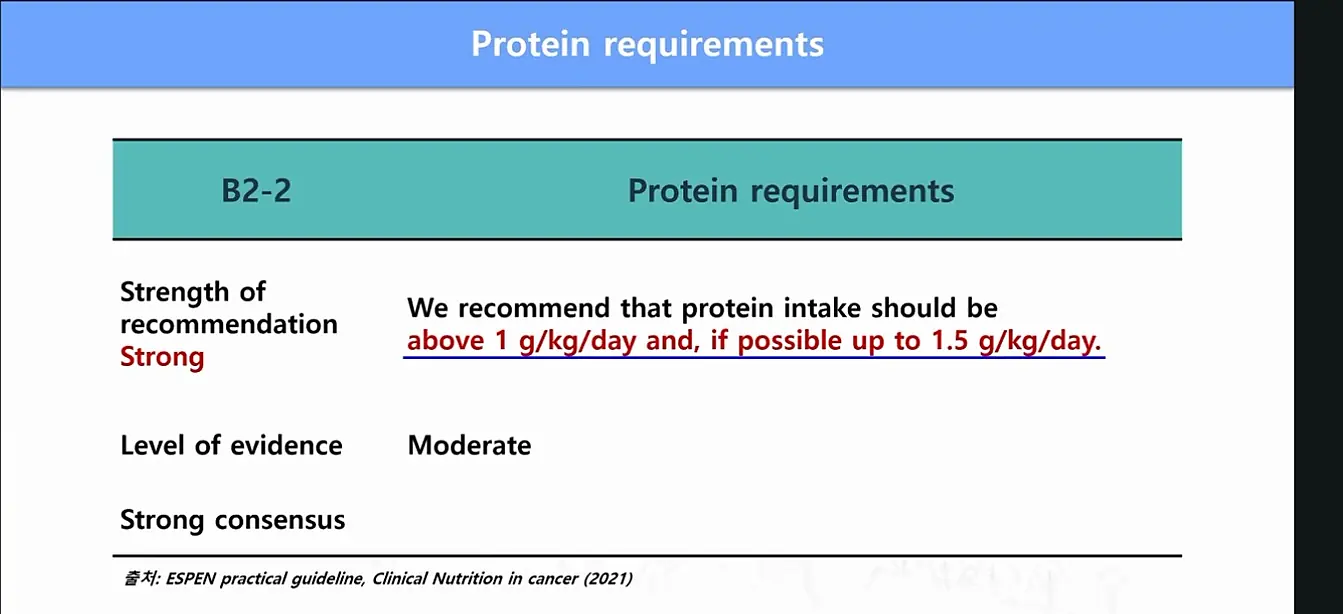 Protein requirements
B2-2
Protein requirements
Strength of
recommendation
Strong
We recommend that protein intake should be
above 1 g/kg/day and, if possible up to 1.5 g/kg/day.
Level of evidence
Moderate
Strong consensus
출처: ESPEN practical guideline, Clinical Nutrition in cancer (2021)